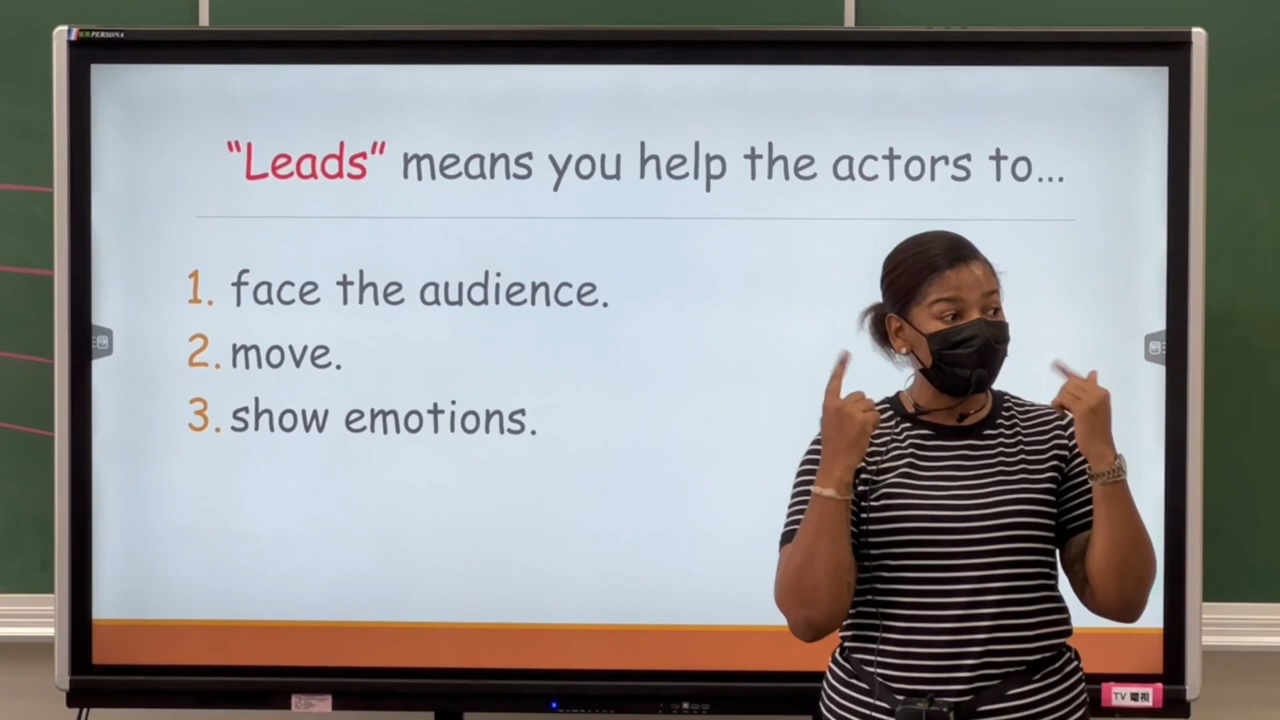 PERSONA
“Leads” means you help the actors to...
1. face the audience.
2. move.
3. show emotions.
TV 電視